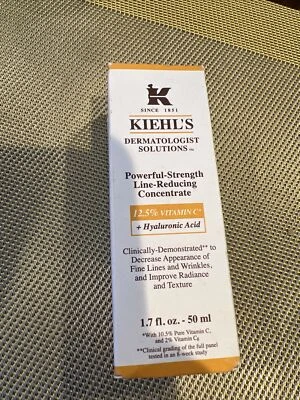 K
SINCE 1851
KIEHL'S
DERMATOLOGIST
SOLUTIONS™
Powerful-Strength
Line-Reducing
Concentrate
12.5% VITAMIN C*
+ Hyaluronic Acid
Clinically-Demonstrated** to
Decrease Appearance of
Fine Lines and Wrinkles,
and Improve Radiance
and Texture
1.7 fl. oz. - 50 ml
*With 10.5% Pure Vitamin C,
and 2% Vitamin Cg
**Clinical grading of the full panel
tested in an 8-week study